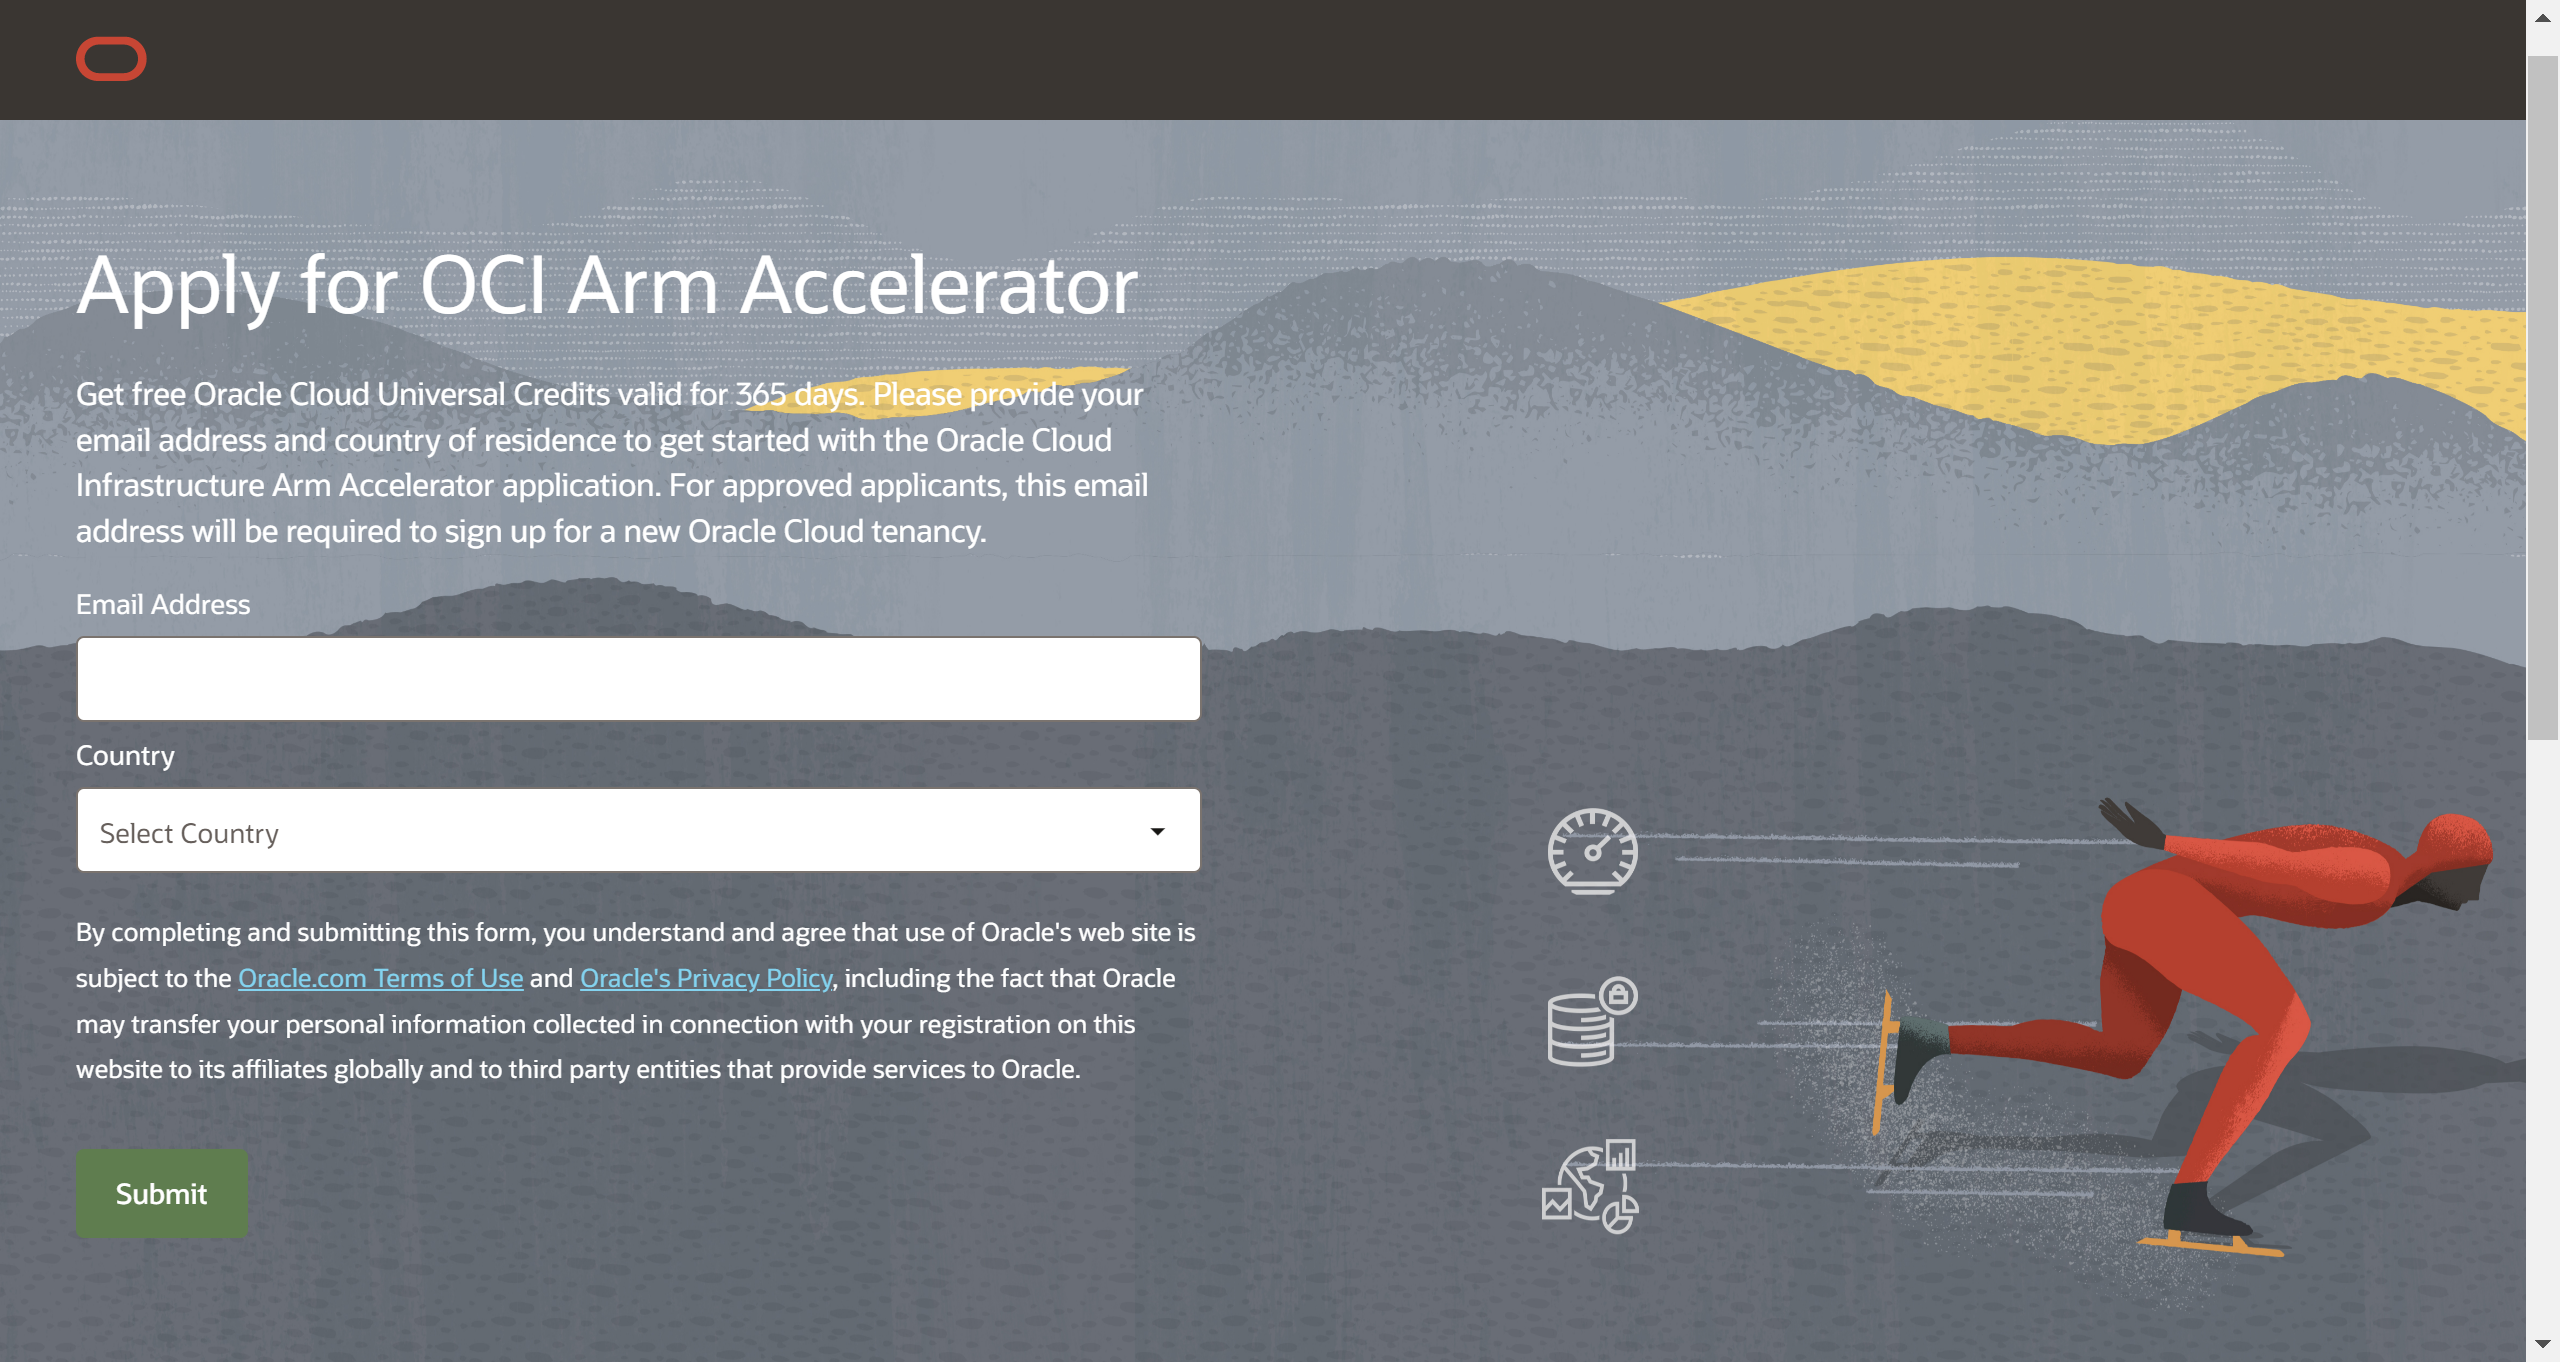 Apply for OCI Arm Accelerator
Get free Oracle Cloud Universal Credits valid for 365 days. Please provide your
email address and country of residence to get started with the Oracle Cloud
Infrastructure Arm Accelerator application. For approved applicants, this email
address will be required to sign up for a new Oracle Cloud tenancy.
Email Address
Country
Select Country
By completing and submitting this form, you understand and agree that use of Oracle's web site is
subject to the Oracle.com Terms of Use and Oracle's Privacy Policy, including the fact that Oracle
may transfer your personal information collected in connection with your registration on this
website to its affiliates globally and to third party entities that provide services to Oracle.
Submit